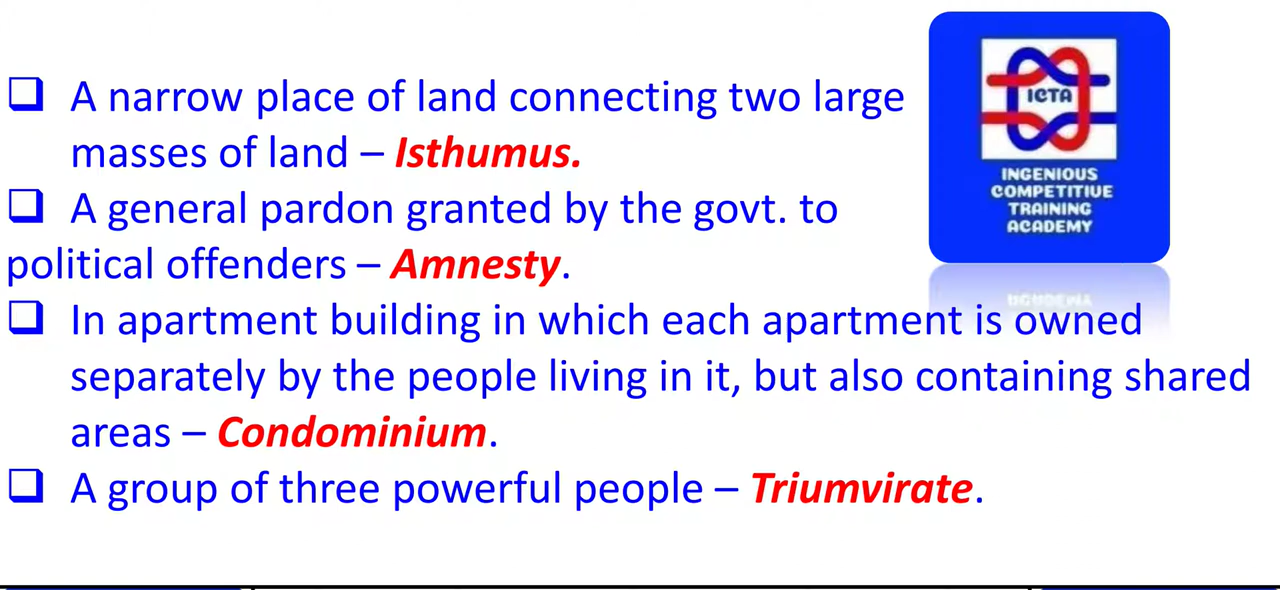 ❑ A narrow place of land connecting two large
masses of land – Isthumus.
❑ A general pardon granted by the govt. to
political offenders – Amnesty.
❑ In apartment building in which each apartment is owned
separately by the people living in it, but also containing shared
areas – Condominium.
❑ A group of three powerful people – Triumvirate.
ICTA
INGENIOUS
COMPETITIVE
TRAINING
ACADEMY